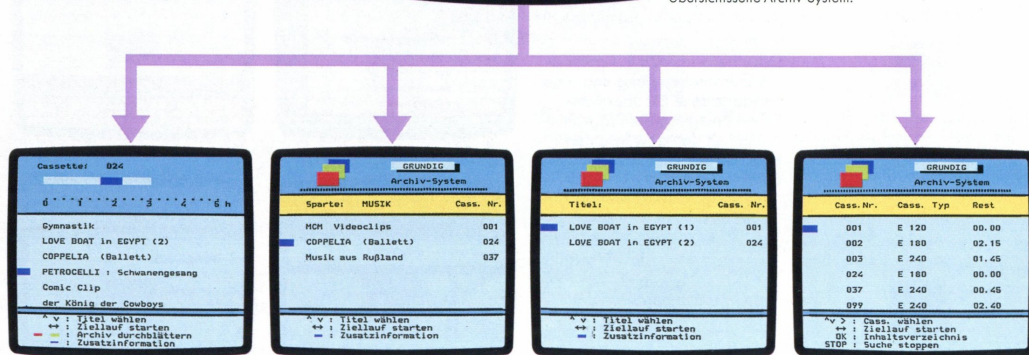 Übersichtsseite Archiv-System.
Cassette: 024
0 1 2 3 4 5 h
Gymnastik
LOVE BOAT in EGYPT (2)
COPPELIA (Ballett)
PETROCELLI : Schwanengesang
Comic Clip
der König der Cowboys
^ v : Titel wählen
↔ : Ziellauf starten
: Archiv durchblättern
: Zusatzinformation
GRUNDIG
Archiv-System
Sparte: MUSIK Cass. Nr.
MCM Videoclips 001
COPPELIA (Ballett) 024
Musik aus Rußland 037
^ v : Titel wählen
↔ : Ziellauf starten
: Zusatzinformation
GRUNDIG
Archiv-System
Titel: Cass. Nr.
LOVE BOAT in EGYPT (1) 001
LOVE BOAT in EGYPT (2) 024
^ v : Titel wählen
↔ : Ziellauf starten
: Zusatzinformation
GRUNDIG
Archiv-System
Cass. Nr. Cass. Typ Rest
001 E 120 00.00
002 E 180 02.15
003 E 240 01.45
024 E 180 00.00
037 E 240 00.45
099 E 240 02.40
^v > : Cass. wählen
↔ : Ziellauf starten
OK : Inhaltsverzeichnis
STOP : Suche stoppen